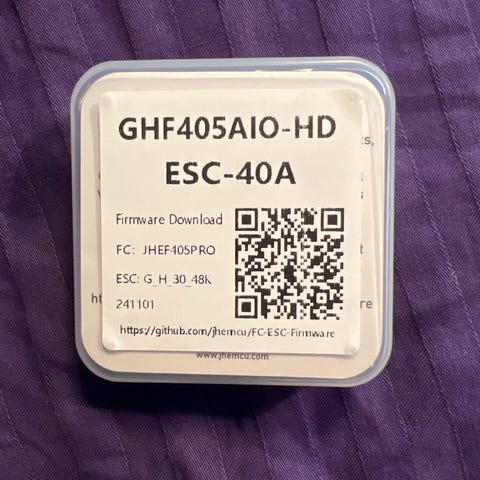 GHF405AIO-HD
ESC-40A
Firmware Download
FC: JHEF405PRO
ESC: G_H_30_48K
241101
https://github.com/jhemcu/FC-ESC-Firmware
www.jhemcu.com